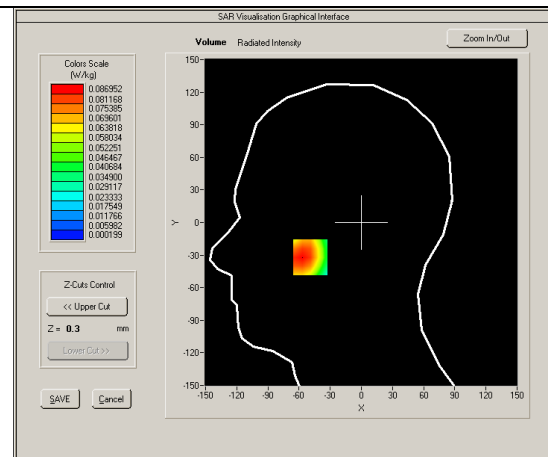 SAR Visualisation Graphical Interface
Volume Radiated Intensity
Zoom In/Out
Colors Scale
(W/kg)
0.086952
0.081168
0.075385
0.069601
0.063818
0.058034
0.052251
0.046467
0.040684
0.034900
0.029117
0.023333
0.017549
0.011766
0.005982
0.000199
Z-Cuts Control
<< Upper Cut
Z = 0.3 mm
Lower Cut >>
SAVE Cancel
Y
150
120
90
60
30
0
-30
-60
-90
-120
-150
-150 -120 -90 -60 -30 0 30 60 90 120 150
X